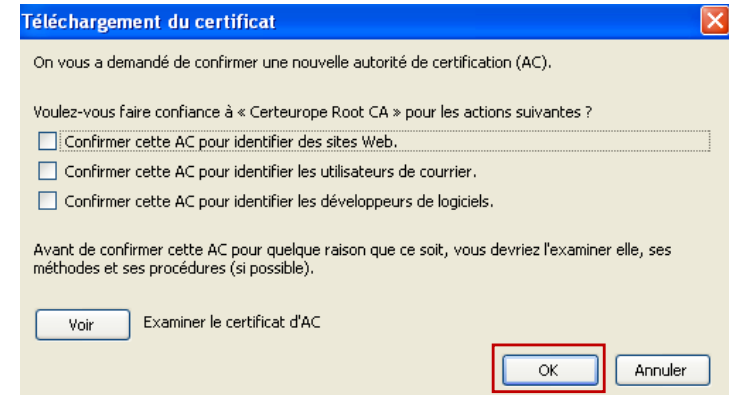 Téléchargement du certificat
On vous a demandé de confirmer une nouvelle autorité de certification (AC).
Voulez-vous faire confiance à « Certeurope Root CA » pour les actions suivantes ?
Confirmer cette AC pour identifier des sites Web.
Confirmer cette AC pour identifier les utilisateurs de courrier.
Confirmer cette AC pour identifier les développeurs de logiciels.
Avant de confirmer cette AC pour quelque raison que ce soit, vous devriez l'examiner elle, ses
méthodes et ses procédures (si possible).
Voir Examiner le certificat d'AC
OK Annuler